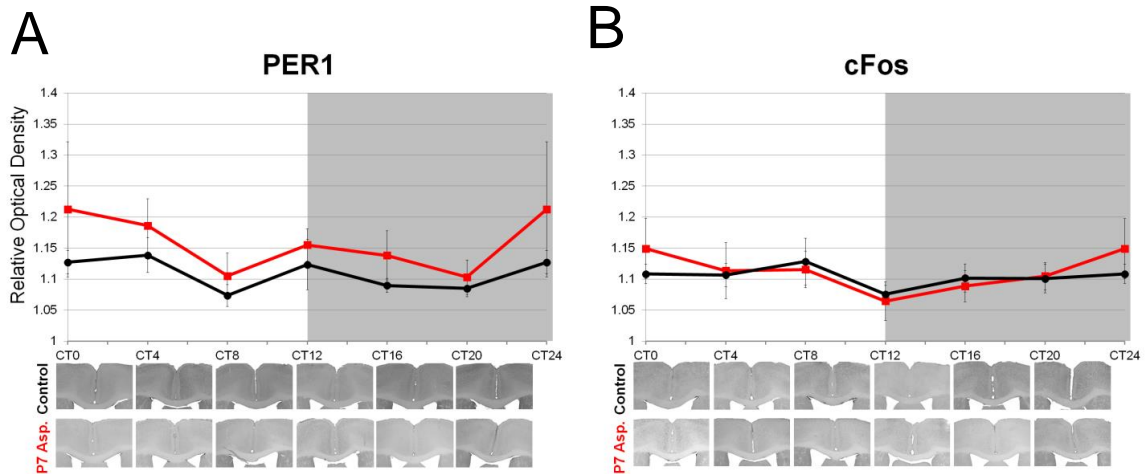 A
PER1
Relative Optical Density
1.4
1.35
1.3
1.25
1.2
1.15
1.1
1.05
1
CT0 CT4 CT8 CT12 CT16 CT20 CT24
Control
P7 Asp.
B
cFos
1.4
1.35
1.3
1.25
1.2
1.15
1.1
1.05
1
CT0 CT4 CT8 CT12 CT16 CT20 CT24
Control
P7 Asp.